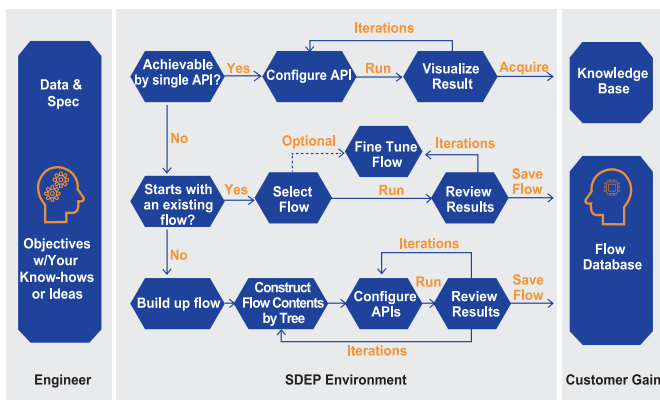 Data &
Spec
Objectives
w/Your
Know-hows
or Ideas
Engineer
Iterations
Achievable
by single API?
Yes
Configure API
Run
Visualize
Result
Acquire
No
Optional
Fine Tune
Flow
Iterations
Starts with
an existing
flow?
Yes
Select
Flow
Run
Review
Results
Save
Flow
No
Iterations
Build up flow
Construct
Flow Contents
by Tree
Configure
APIs
Run
Review
Results
Save
Flow
Iterations
SDEP Environment
Knowledge
Base
Flow
Database
Customer Gain